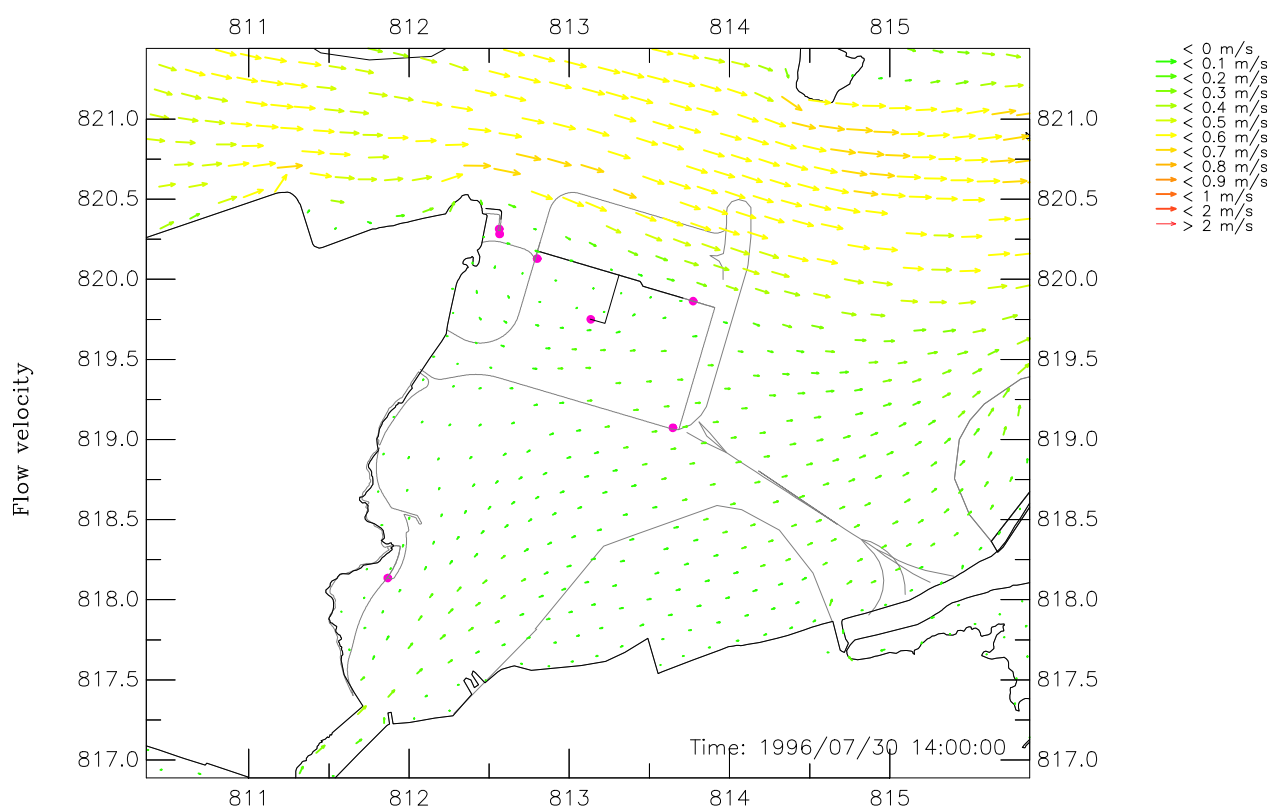 811 812 813 814 815
< 0 m/s
< 0.1 m/s
< 0.2 m/s
< 0.3 m/s
< 0.4 m/s
< 0.5 m/s
< 0.6 m/s
< 0.7 m/s
< 0.8 m/s
< 0.9 m/s
< 1 m/s
< 2 m/s
> 2 m/s
821.0 821.0
820.5 820.5
820.0 820.0
819.5 819.5
Flow velocity
819.0 819.0
818.5 818.5
818.0 818.0
817.5 817.5
Time: 1996/07/30 14:00:00
817.0 817.0
811 812 813 814 815